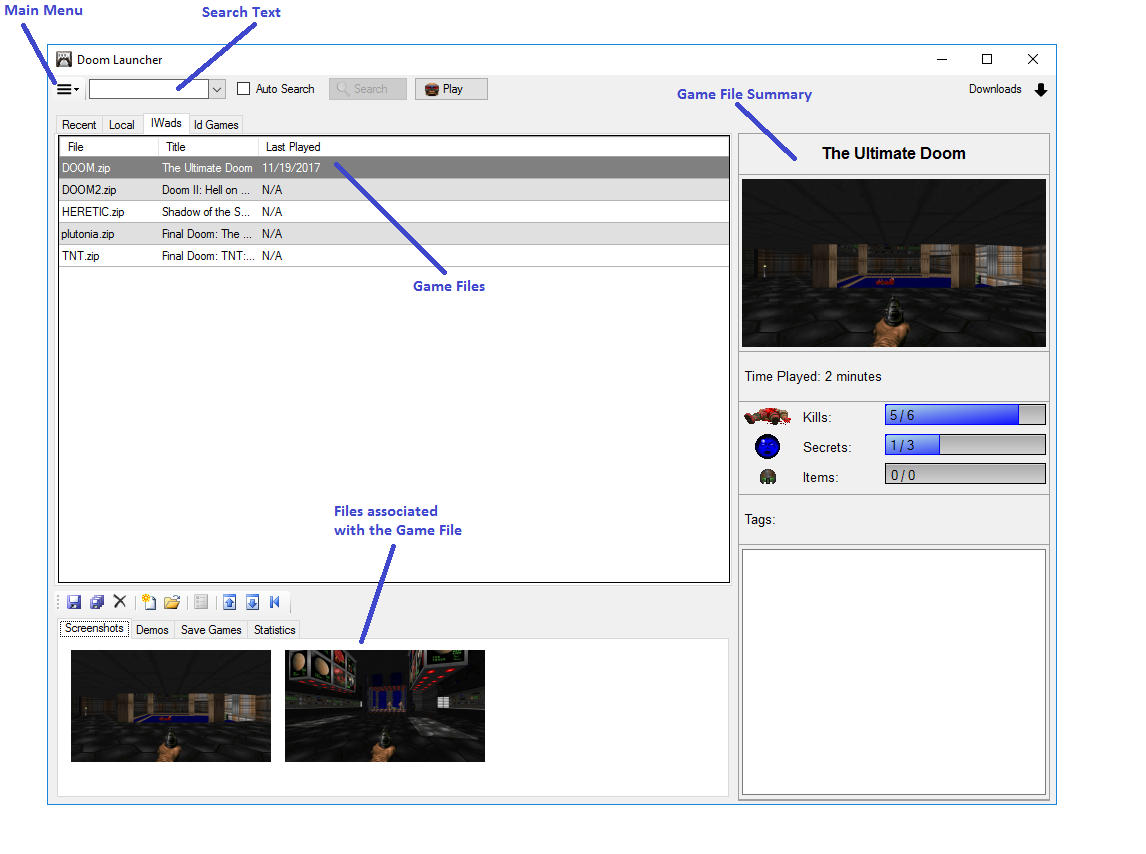 Main Menu
Search Text
Doom Launcher
Auto Search
Search
Play
Downloads
Game File Summary
Recent
Local
IWads
Id Games
File
Title
Last Played
DOOM.zip The Ultimate Doom 11/19/2017
DOOM2.zip Doom II: Hell on ... N/A
HERETIC.zip Shadow of the S... N/A
plutonia.zip Final Doom: The ... N/A
TNT.zip Final Doom: TNT:... N/A
Game Files
The Ultimate Doom
Time Played: 2 minutes
Kills: 5 / 6
Secrets: 1 / 3
Items: 0 / 0
Tags:
Files associated
with the Game File
Screenshots
Demos
Save Games
Statistics